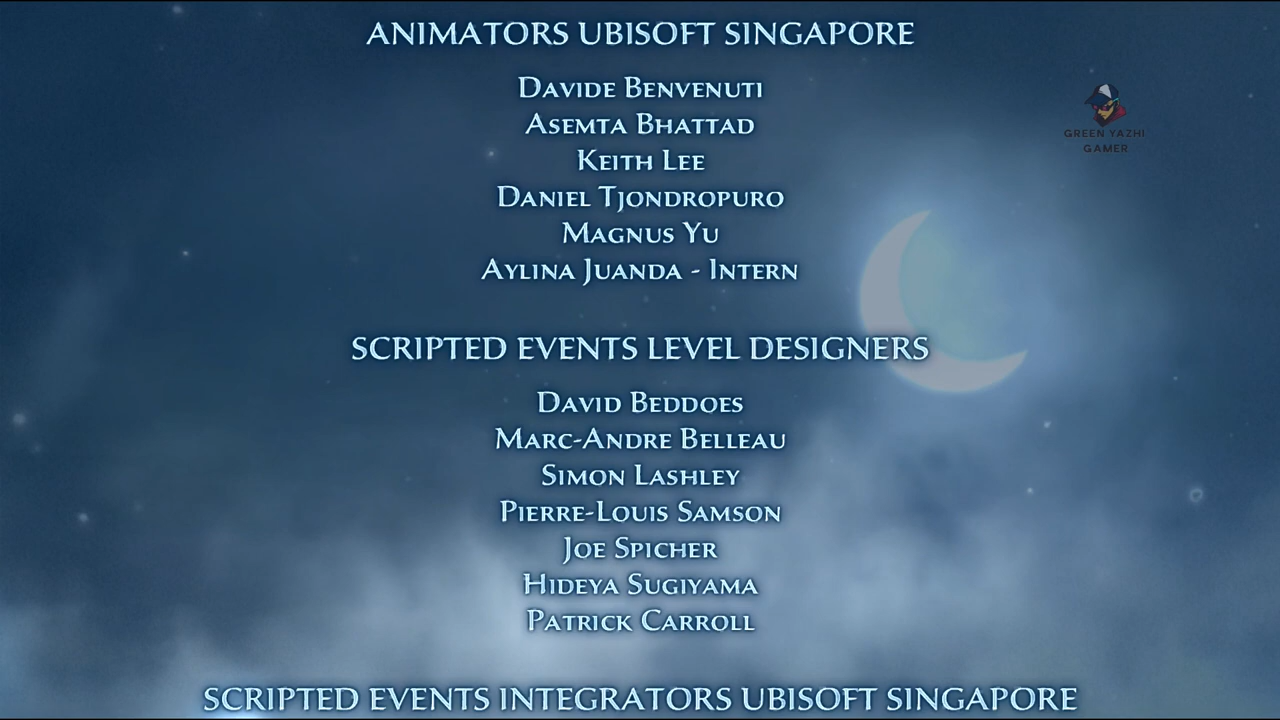 ANIMATORS UBISOFT SINGAPORE
DAVIDE BENVENUTI
ASEMTA BHATTAD
KEITH LEE
DANIEL TJONDROPURO
MAGNUS YU
AYLINA JUANDA - INTERN
SCRIPTED EVENTS LEVEL DESIGNERS
DAVID BEDDOES
MARC-ANDRE BELLEAU
SIMON LASHLEY
PIERRE-LOUIS SAMSON
JOE SPICHER
HIDEYA SUGIYAMA
PATRICK CARROLL
SCRIPTED EVENTS INTEGRATORS UBISOFT SINGAPORE
GREEN YAZHI
GAMER